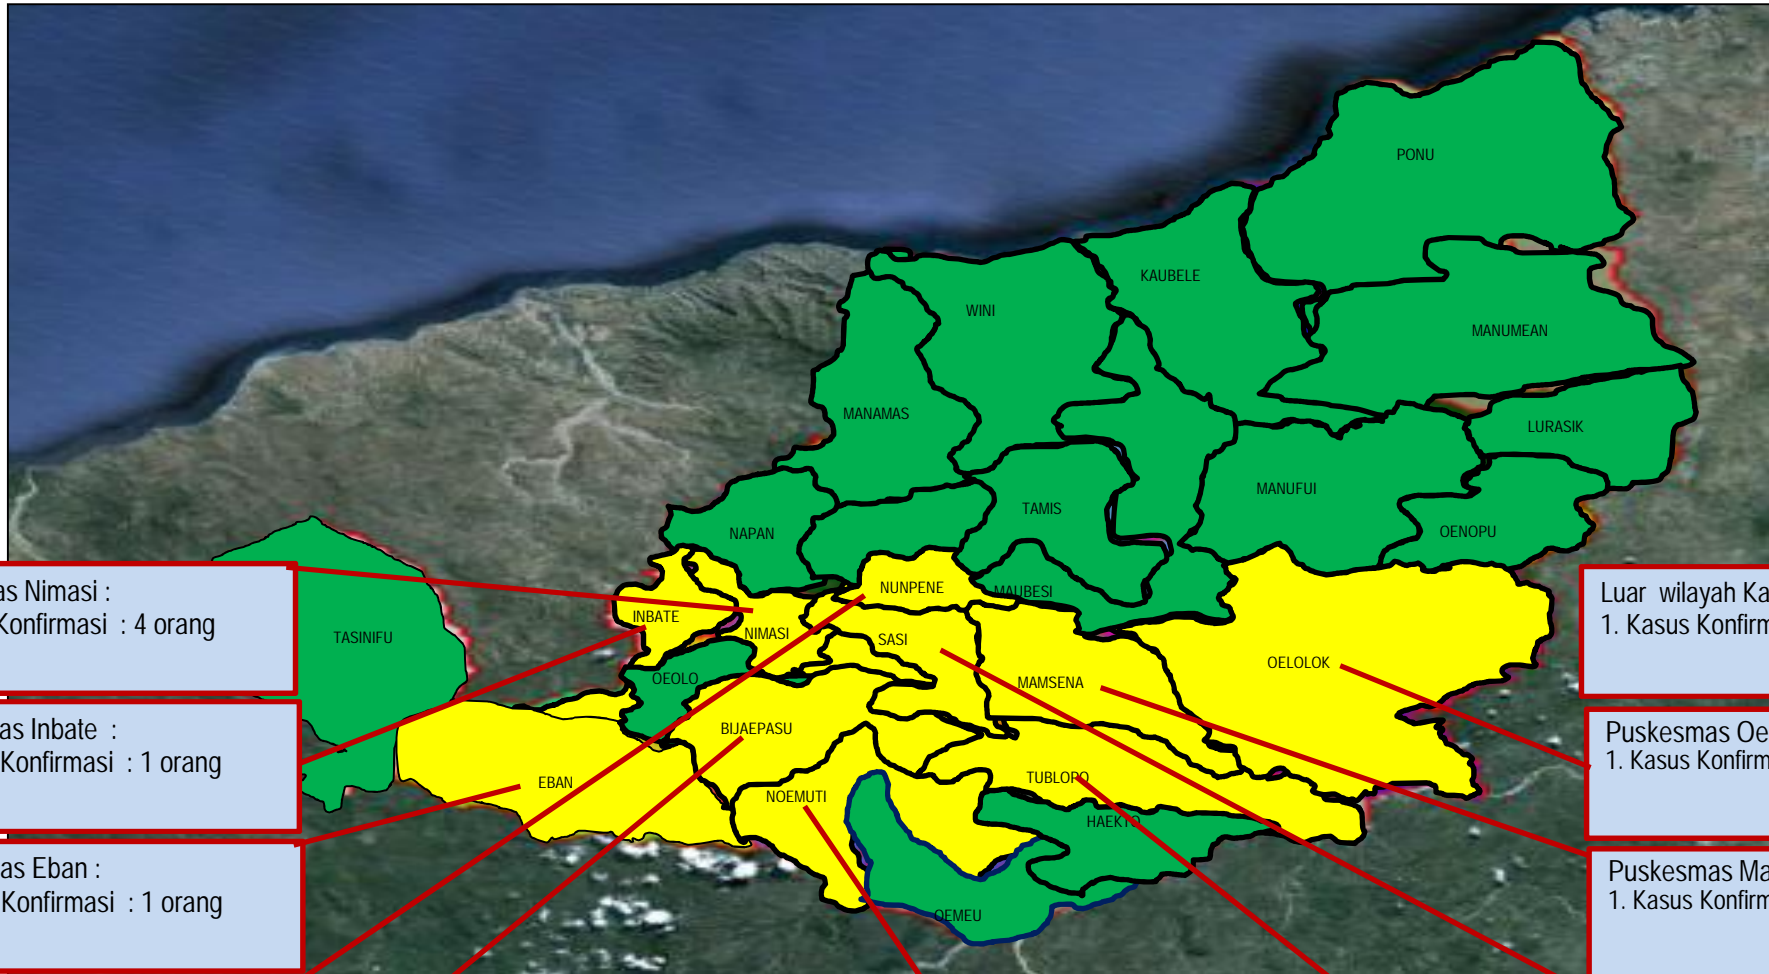 PONU
KAUBELE
WINI
MANUMEAN
MANAMAS
LURASIK
MANUFUI
TAMIS
NAPAN
OENOPU
NUNPENE
MAUBESI
INBATE
NIMASI
SASI
TASINIFU
OELOLOK
OEOLO
MAMSENA
BIJAEPASU
EBAN
TUBLOPO
NOEMUTI
HAEKTO
OEMEU
as Nimasi :
Konfirmasi : 4 orang
as Inbate :
Konfirmasi : 1 orang
as Eban :
Konfirmasi : 1 orang
Luar wilayah Ka
1. Kasus Konfirm
Puskesmas Oe
1. Kasus Konfirm
Puskesmas Ma
1. Kasus Konfirm